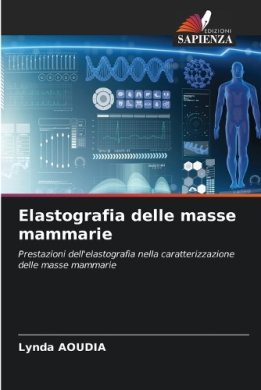 EDIZIONI
SAPIENZA
Elastografia delle masse
mammarie
Prestazioni dell'elastografia nella caratterizzazione
delle masse mammarie
Lynda AOUDIA